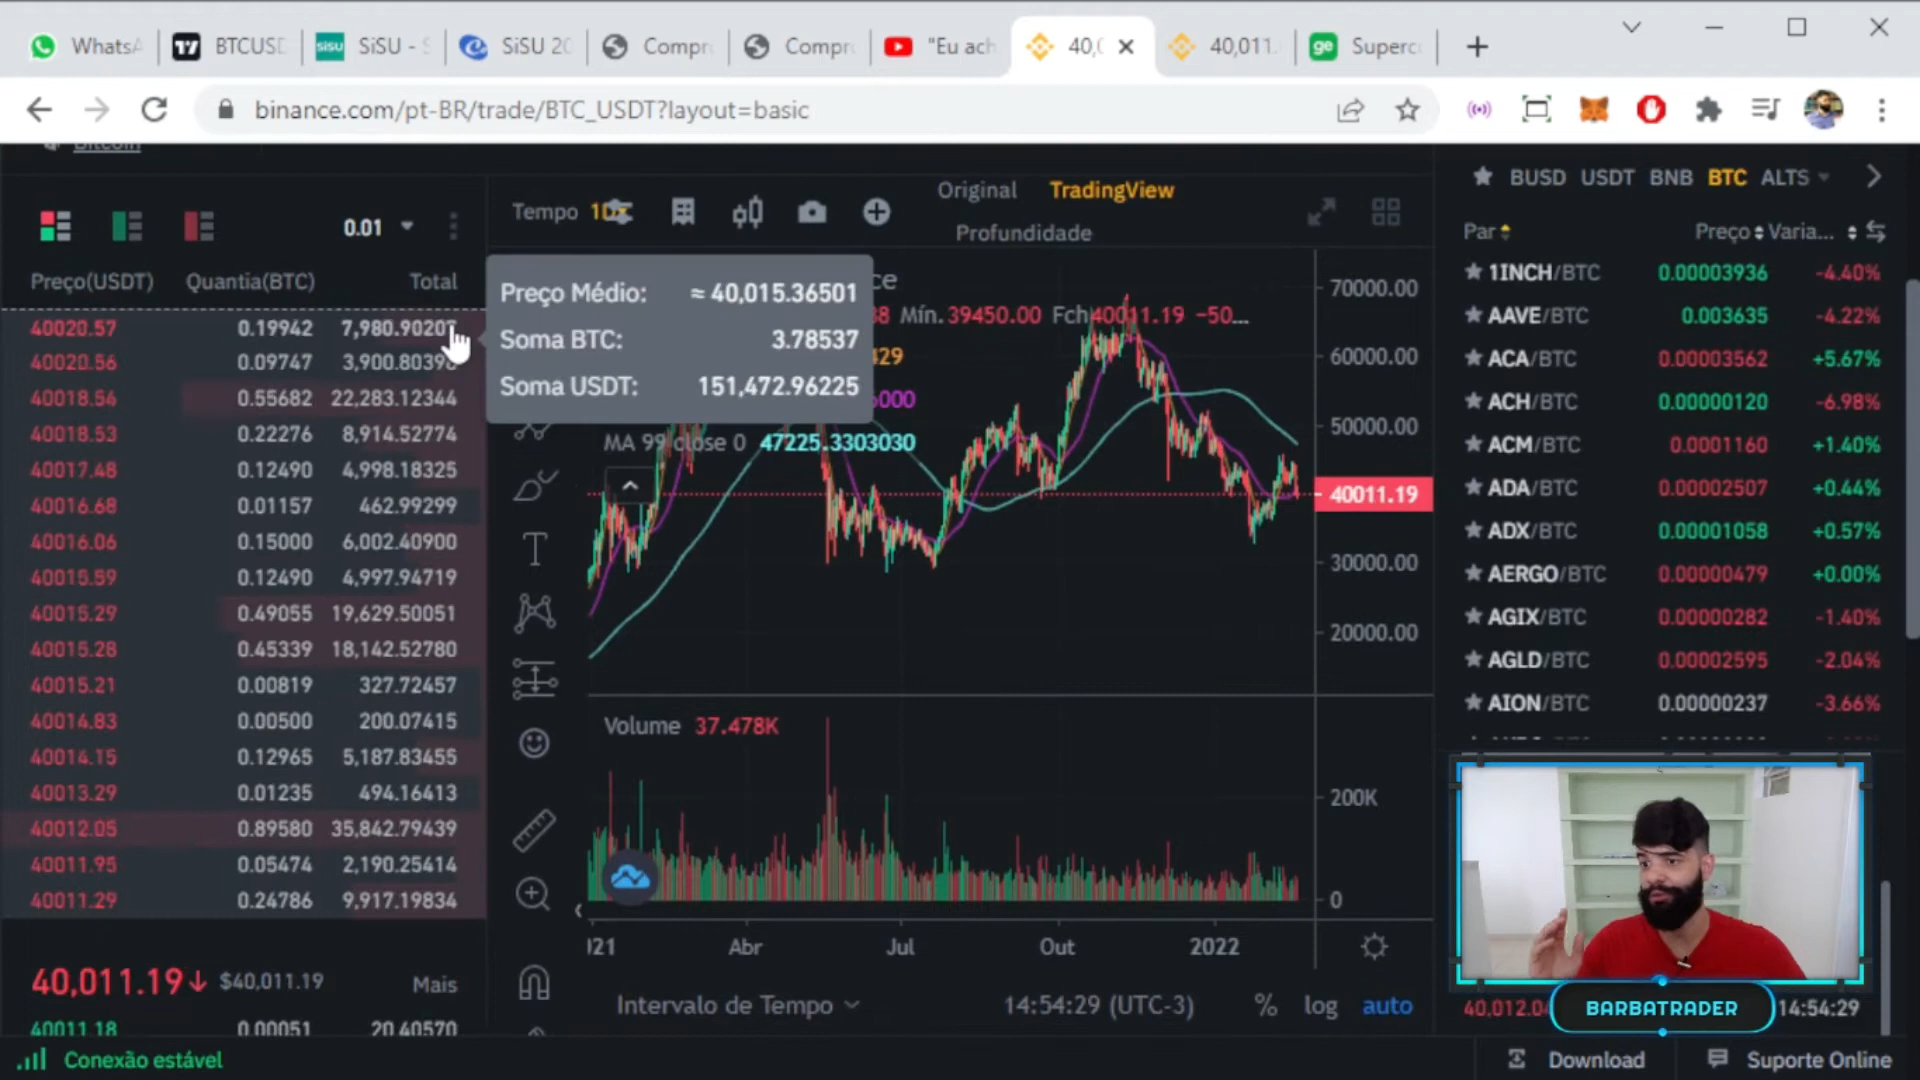 WhatsA
BTCUSD
sisu SiSU - S
SiSU 20
Compr
Compr
"Eu ach
40,0
40,011.
ge Superc
binance.com/pt-BR/trade/BTC_USDT?layout=basic
Bitcoin
0.01
Preço(USDT) Quantia(BTC) Total
40020.57 0.19942 7,980.90207
40020.56 0.09747 3,900.80398
40018.54 0.55682 22,283.12344
40018.53 0.22276 8,914.52774
40017.48 0.12490 4,998.18325
40016.68 0.01157 462.99299
40016.06 0.15000 6,002.40900
40015.59 0.12490 4,997.94719
40015.29 0.49055 19,629.50051
40015.28 0.45339 18,142.52780
40015.21 0.00819 327.72457
40014.83 0.00500 200.07415
40014.15 0.12965 5,187.83455
40013.29 0.01235 494.16413
40012.05 0.89580 35,842.79439
40011.95 0.05474 2,190.25414
40011.29 0.24786 9,917.19834
40,011.19↓ $40,011.19 Mais
40011.18 0.00051 20.40570
Conexão estável
Tempo
Original TradingView
Profundidade
Preço Médio: ≈ 40,015.36501
Soma BTC: 3.78537
Soma USDT: 151,472.96225
ce
Mín. 39450.00 Fch 40011.19 −50...
429
MA 99 close 0 47225.3303030
70000.00
60000.00
50000.00
40011.19
30000.00
20000.00
Volume 37.478K
200K
0
Abr Jul Out 2022
Intervalo de Tempo 14:54:29 (UTC-3) % log auto
BUSD USDT BNB BTC ALTS
Par Preço Varia...
1INCH/BTC 0.00003936 -4.40%
AAVE/BTC 0.003635 -4.22%
ACA/BTC 0.00003562 +5.67%
ACH/BTC 0.00000120 -6.98%
ACM/BTC 0.0001160 +1.40%
ADA/BTC 0.00002507 +0.44%
ADX/BTC 0.00001058 +0.57%
AERGO/BTC 0.00000479 +0.00%
AGIX/BTC 0.00000282 -1.40%
AGLD/BTC 0.00002595 -2.04%
AION/BTC 0.00000237 -3.66%
BARBATRADER
14:54:29
Download Suporte Online